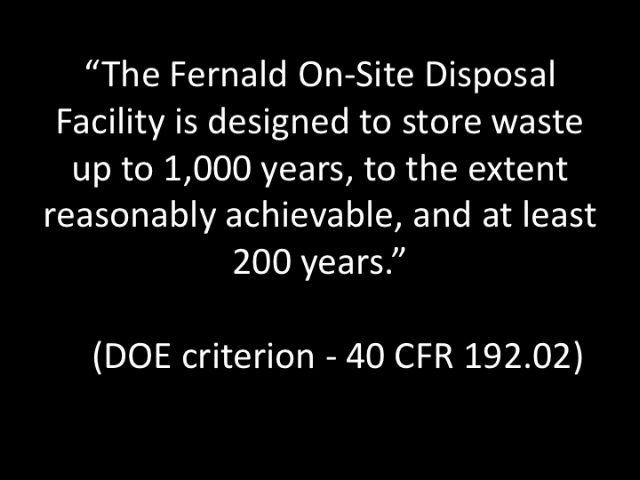 “The Fernald On-Site Disposal
Facility is designed to store waste
up to 1,000 years, to the extent
reasonably achievable, and at least
200 years.”
(DOE criterion - 40 CFR 192.02)